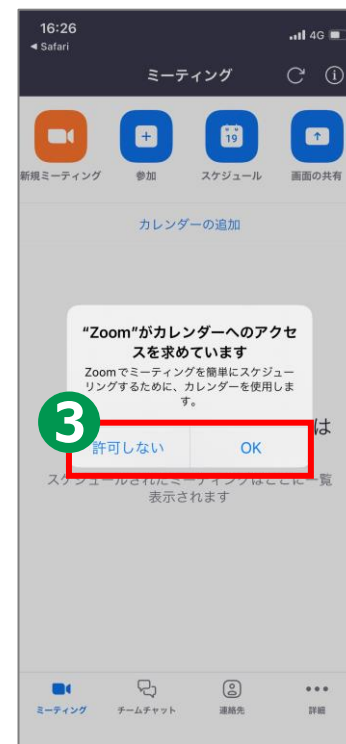 16:26
4G
◀ Safari
ミーティング
19
新規ミーティング 参加 スケジュール 画面の共有
カレンダーの追加
“Zoom”がカレンダーへのアクセ
スを求めています
Zoomでミーティングを簡単にスケジュー
リングするために、カレンダーを使用しま
す。
3
は
許可しない OK
スケジュールされたミーティングはここに一覧
表示されます
ミーティング チームチャット 連絡先 詳細